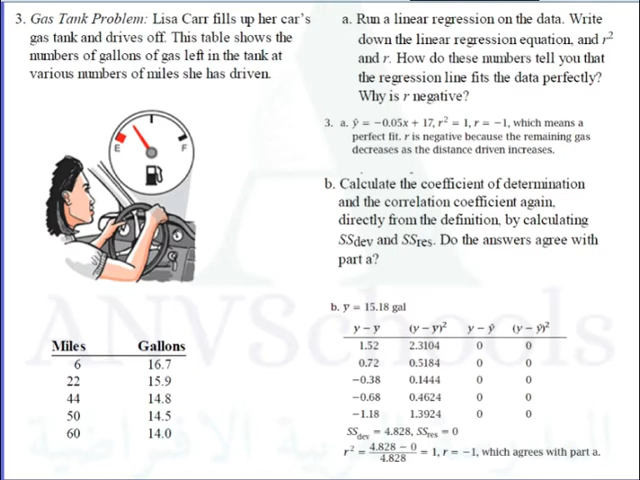 3. Gas Tank Problem: Lisa Carr fills up her car's
gas tank and drives off. This table shows the
numbers of gallons of gas left in the tank at
various numbers of miles she has driven.
E F
Miles Gallons
6 16.7
22 15.9
44 14.8
50 14.5
60 14.0
a. Run a linear regression on the data. Write
down the linear regression equation, and r²
and r. How do these numbers tell you that
the regression line fits the data perfectly?
Why is r negative?
3. a. ŷ = −0.05x + 17, r² = 1, r = −1, which means a
perfect fit. r is negative because the remaining gas
decreases as the distance driven increases.
b. Calculate the coefficient of determination
and the correlation coefficient again,
directly from the definition, by calculating
SSdev and SSres. Do the answers agree with
part a?
b. y̅ = 15.18 gal
y − y̅ (y − y̅)² y − ŷ (y − ŷ)²
1.52 2.3104 0 0
0.72 0.5184 0 0
−0.38 0.1444 0 0
−0.68 0.4624 0 0
−1.18 1.3924 0 0
SSdev = 4.828, SSres = 0
r² = (4.828 − 0)/4.828 = 1, r = −1, which agrees with part a.
ANVSchools